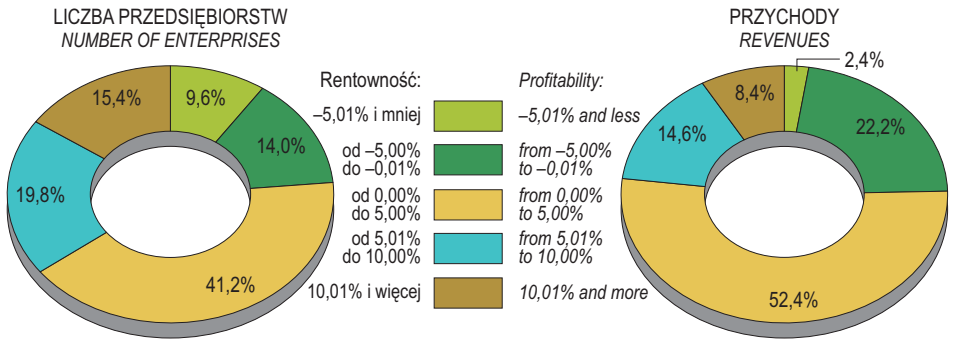 LICZBA PRZEDSIĘBIORSTW
NUMBER OF ENTERPRISES
9,6%
14,0%
41,2%
19,8%
15,4%
Rentowność:
Profitability:
–5,01% i mniej
–5,01% and less
od –5,00%
do –0,01%
from –5,00%
to –0,01%
od 0,00%
do 5,00%
from 0,00%
to 5,00%
od 5,01%
do 10,00%
from 5,01%
to 10,00%
10,01% i więcej
10,01% and more
PRZYCHODY
REVENUES
2,4%
22,2%
52,4%
14,6%
8,4%